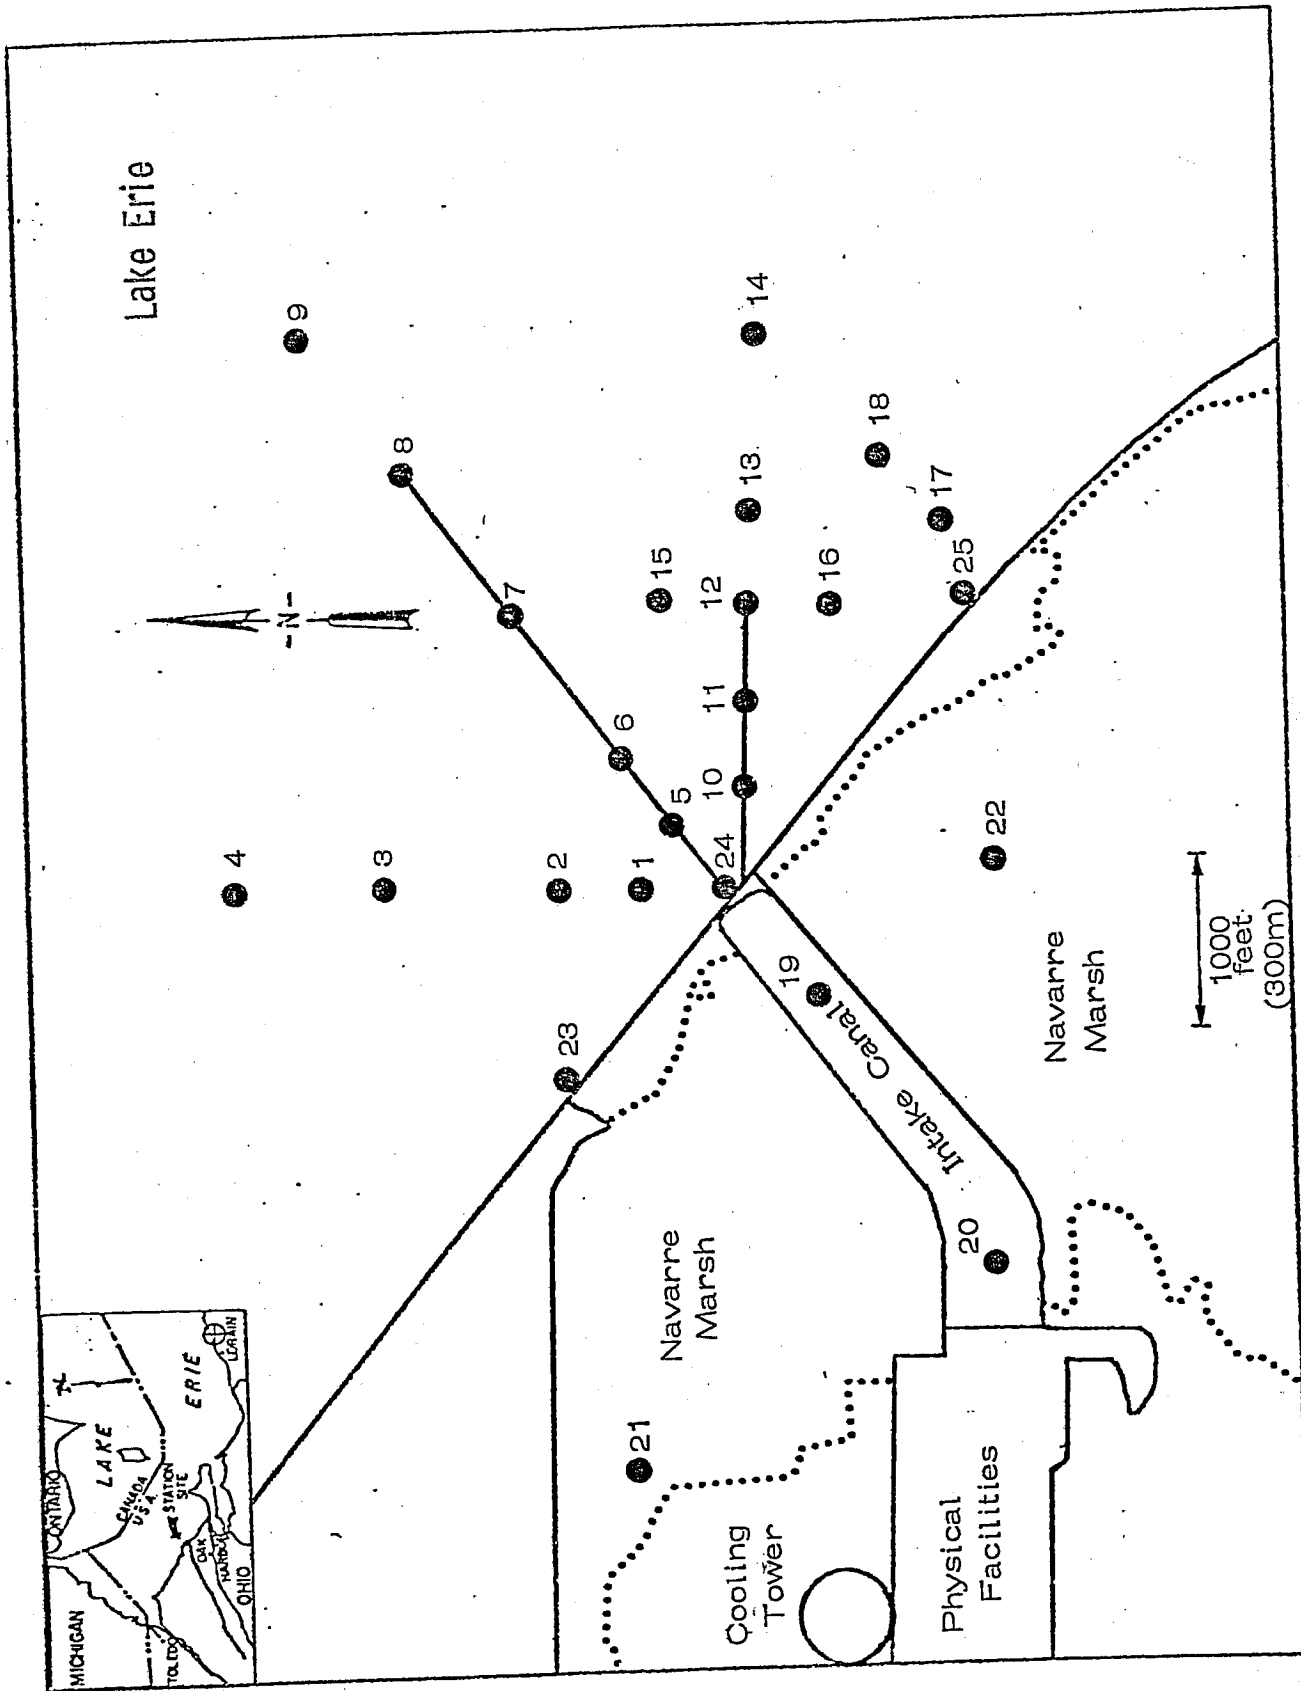 Lake Erie
9
14
8
18
13
17
7
15
12
16
25
-N-
6
11
5
10
4
3
2
1
24
22
19
23
Intake Canal
Navarre
Marsh
1000
feet
(300m)
20
Navarre
Marsh
21
Cooling
Tower
Physical
Facilities
MICHIGAN
ONTARIO
LAKE
ERIE
CANADA
U S A
STATION
SITE
TOLEDO
OAK
HARBOR
OHIO
LORAIN
N